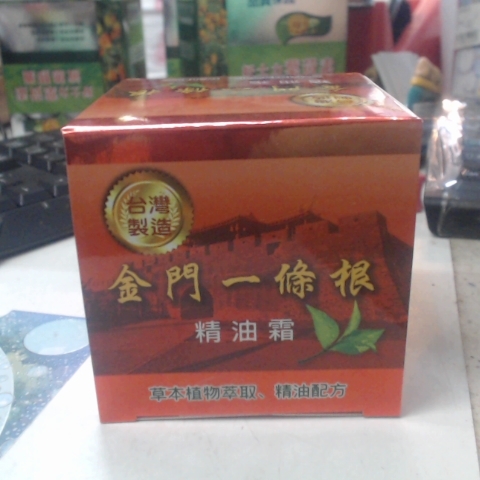 台灣
製造
金門一條根
精油霜
草本植物萃取、精油配方